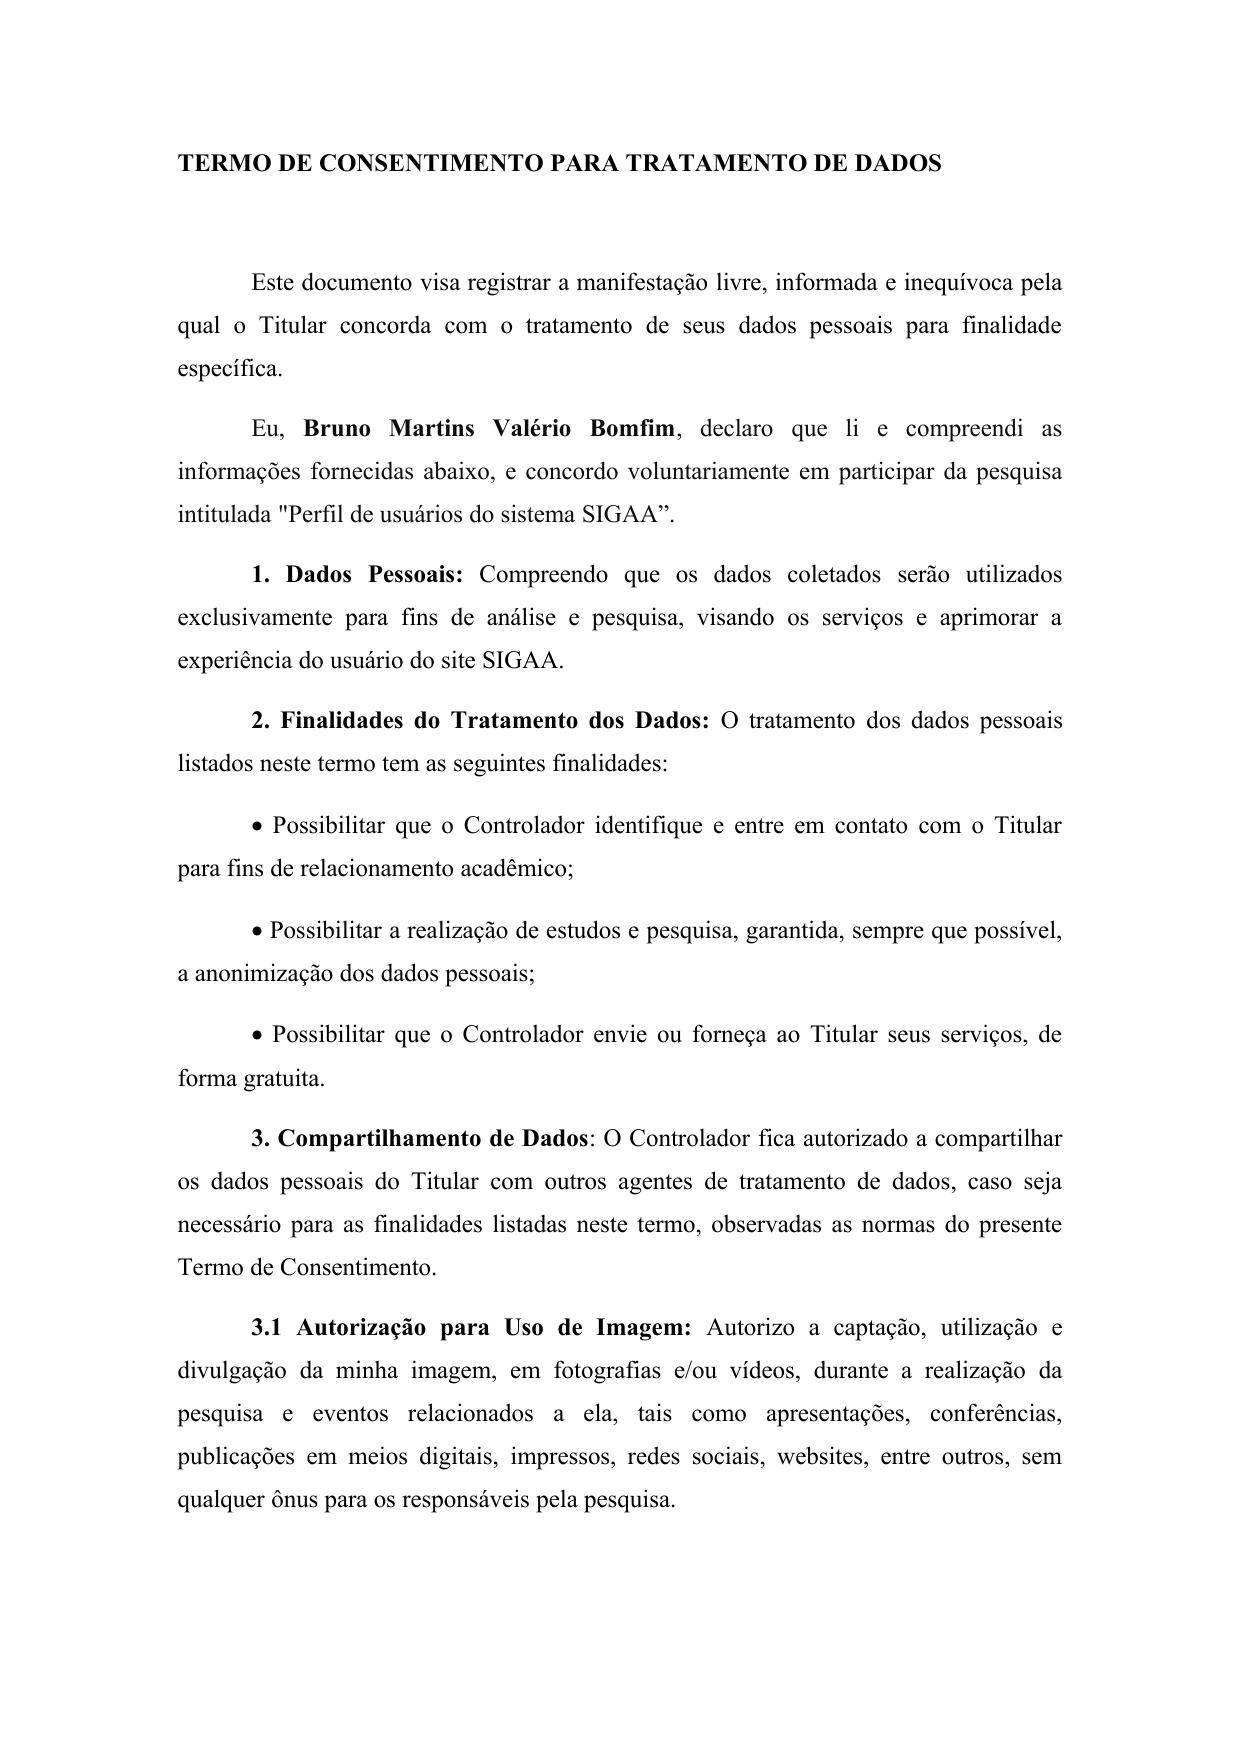 TERMO DE CONSENTIMENTO PARA TRATAMENTO DE DADOS
Este documento visa registrar a manifestação livre, informada e inequívoca pela
qual o Titular concorda com o tratamento de seus dados pessoais para finalidade
específica.
Eu, Bruno Martins Valério Bomfim, declaro que li e compreendi as
informações fornecidas abaixo, e concordo voluntariamente em participar da pesquisa
intitulada "Perfil de usuários do sistema SIGAA”.
1. Dados Pessoais: Compreendo que os dados coletados serão utilizados
exclusivamente para fins de análise e pesquisa, visando os serviços e aprimorar a
experiência do usuário do site SIGAA.
2. Finalidades do Tratamento dos Dados: O tratamento dos dados pessoais
listados neste termo tem as seguintes finalidades:
• Possibilitar que o Controlador identifique e entre em contato com o Titular
para fins de relacionamento acadêmico;
• Possibilitar a realização de estudos e pesquisa, garantida, sempre que possível,
a anonimização dos dados pessoais;
• Possibilitar que o Controlador envie ou forneça ao Titular seus serviços, de
forma gratuita.
3. Compartilhamento de Dados: O Controlador fica autorizado a compartilhar
os dados pessoais do Titular com outros agentes de tratamento de dados, caso seja
necessário para as finalidades listadas neste termo, observadas as normas do presente
Termo de Consentimento.
3.1 Autorização para Uso de Imagem: Autorizo a captação, utilização e
divulgação da minha imagem, em fotografias e/ou vídeos, durante a realização da
pesquisa e eventos relacionados a ela, tais como apresentações, conferências,
publicações em meios digitais, impressos, redes sociais, websites, entre outros, sem
qualquer ônus para os responsáveis pela pesquisa.